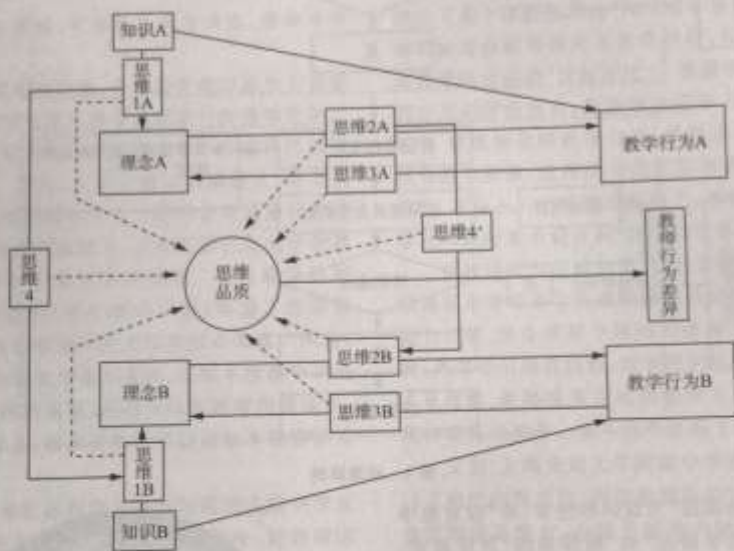 知识A
思维
1A
思维2A
理念A
教学行为A
思维3A
思维4'
思维
4
思维
品质
教师行为差异
思维2B
理念B
教学行为B
思维3B
思维
1B
知识B